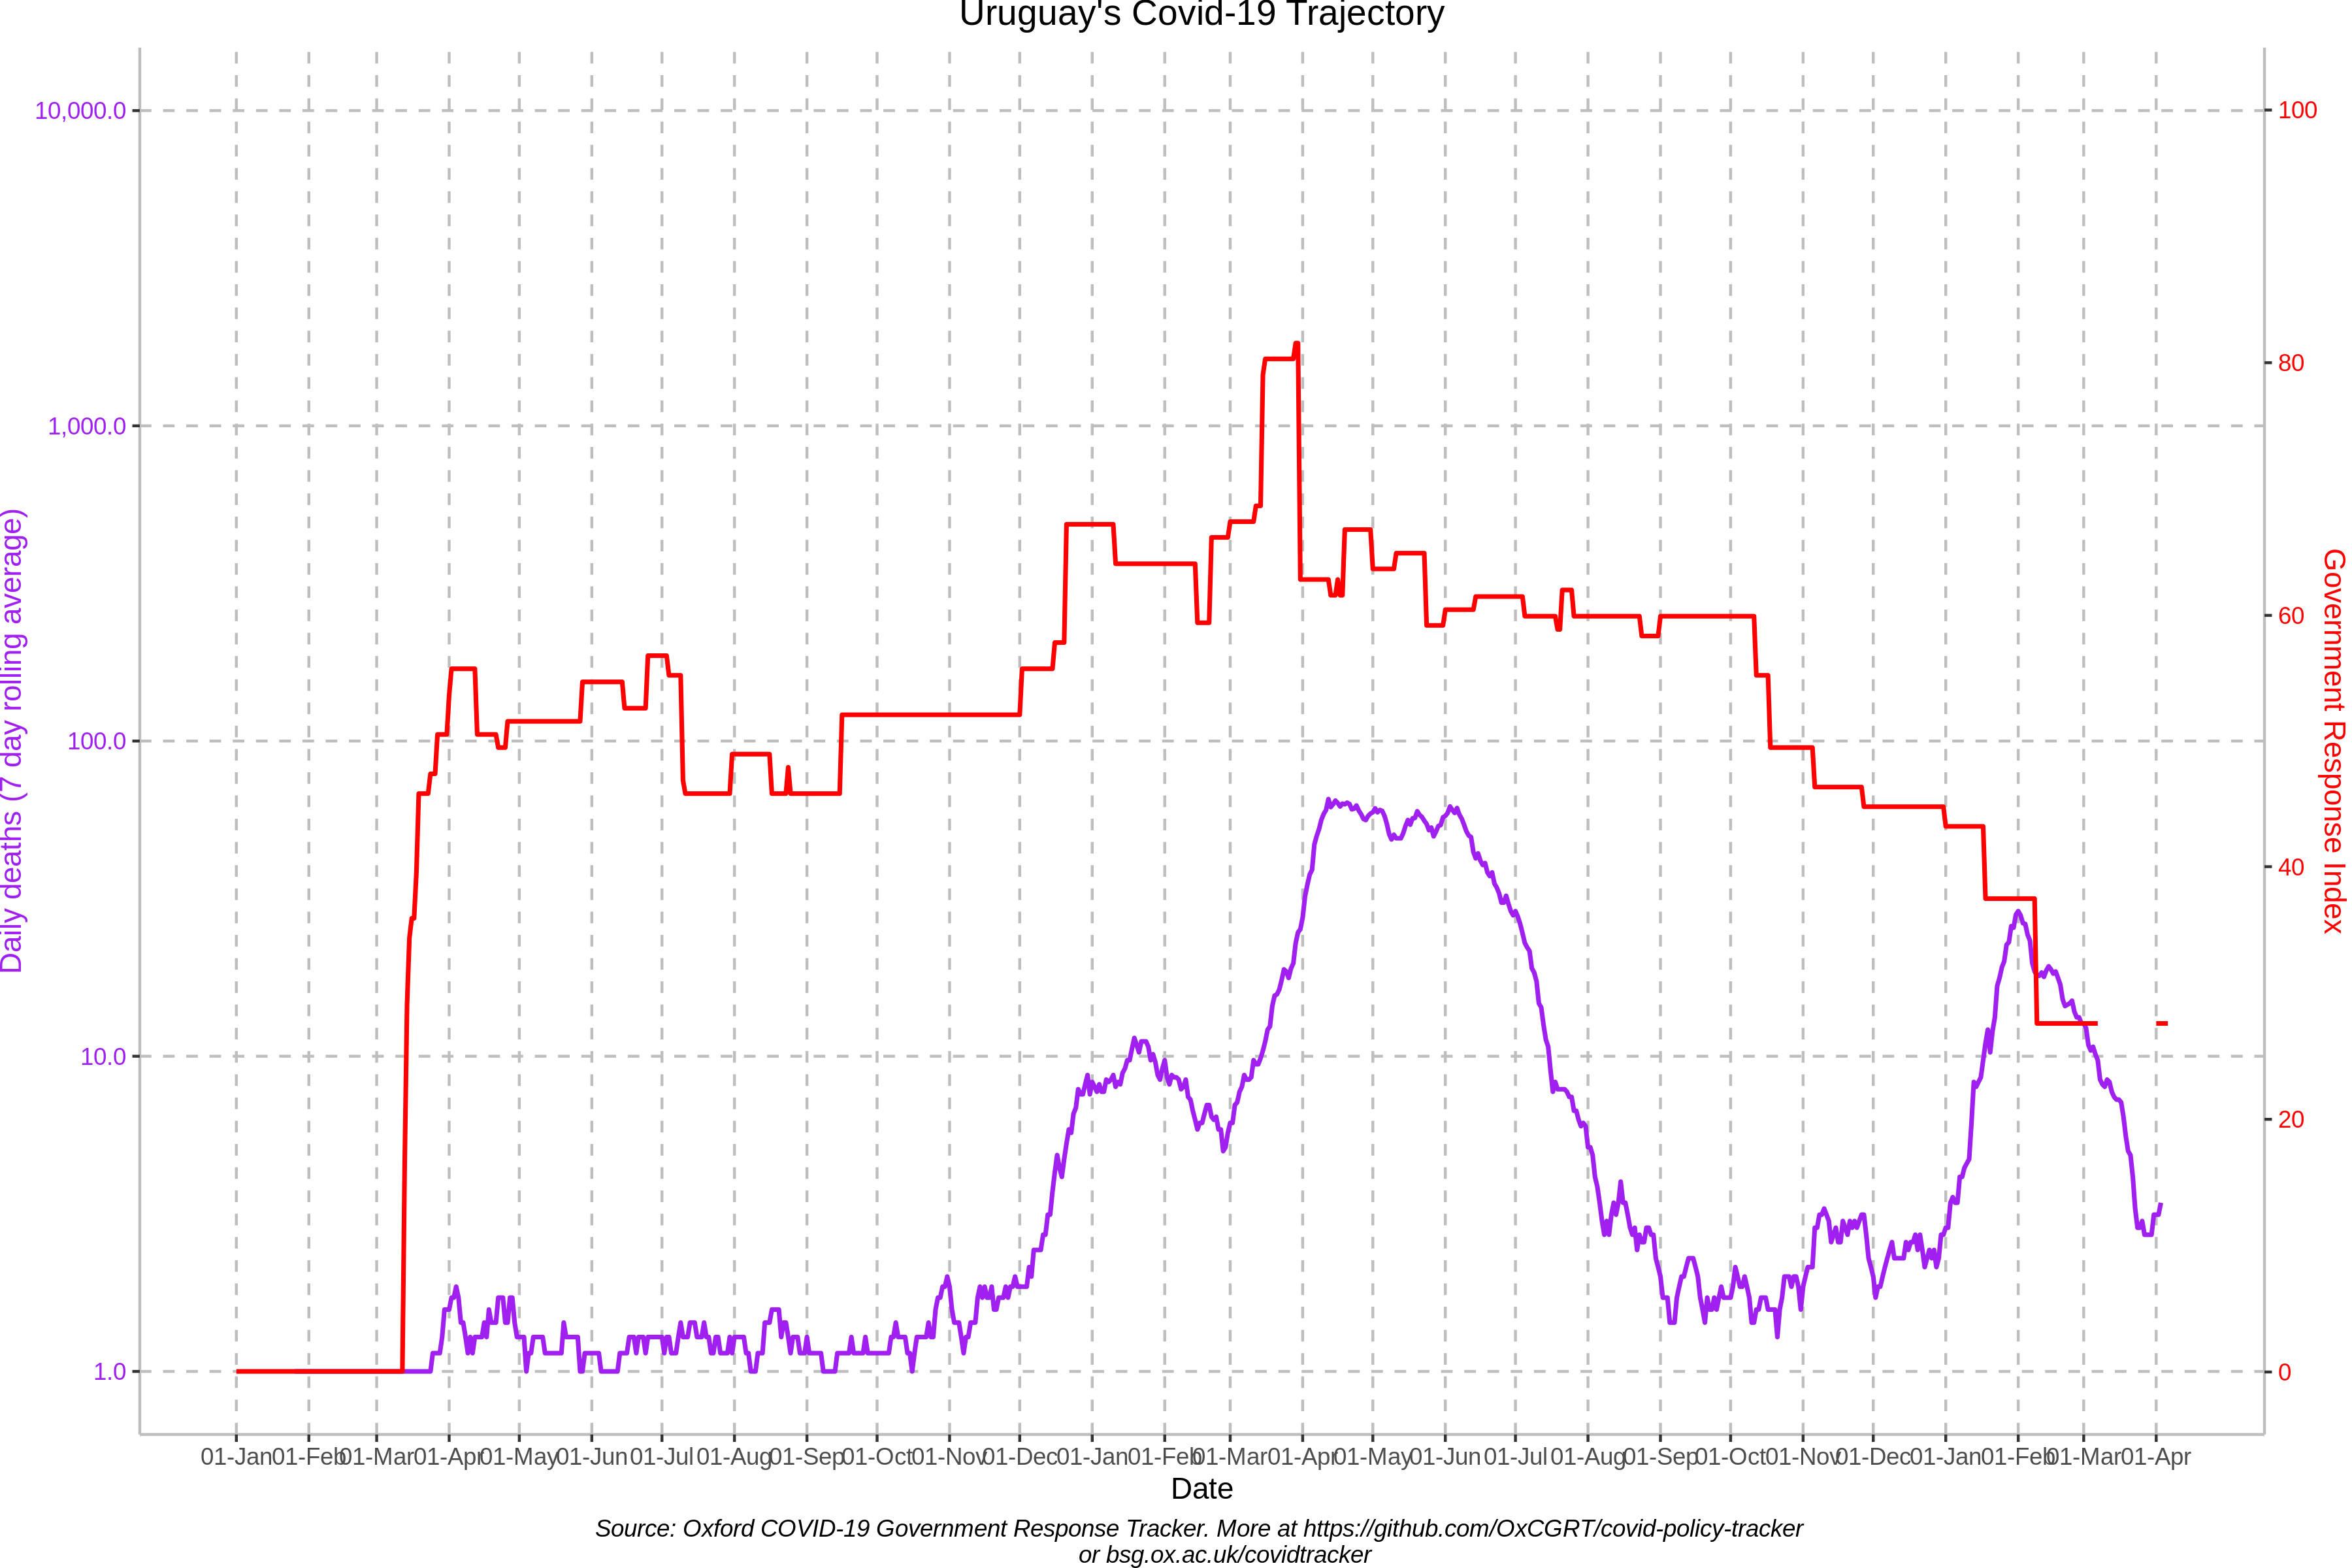 Uruguay's Covid-19 Trajectory
10,000.0
1,000.0
100.0
10.0
1.0
Daily deaths (7 day rolling average)
100
80
60
40
20
0
Government Response Index
01-Jan 01-Feb 01-Mar 01-Apr 01-May 01-Jun 01-Jul 01-Aug 01-Sep 01-Oct 01-Nov 01-Dec 01-Jan 01-Feb 01-Mar 01-Apr 01-May 01-Jun 01-Jul 01-Aug 01-Sep 01-Oct 01-Nov 01-Dec 01-Jan 01-Feb 01-Mar 01-Apr
Date
Source: Oxford COVID-19 Government Response Tracker. More at https://github.com/OxCGRT/covid-policy-tracker
or bsg.ox.ac.uk/covidtracker